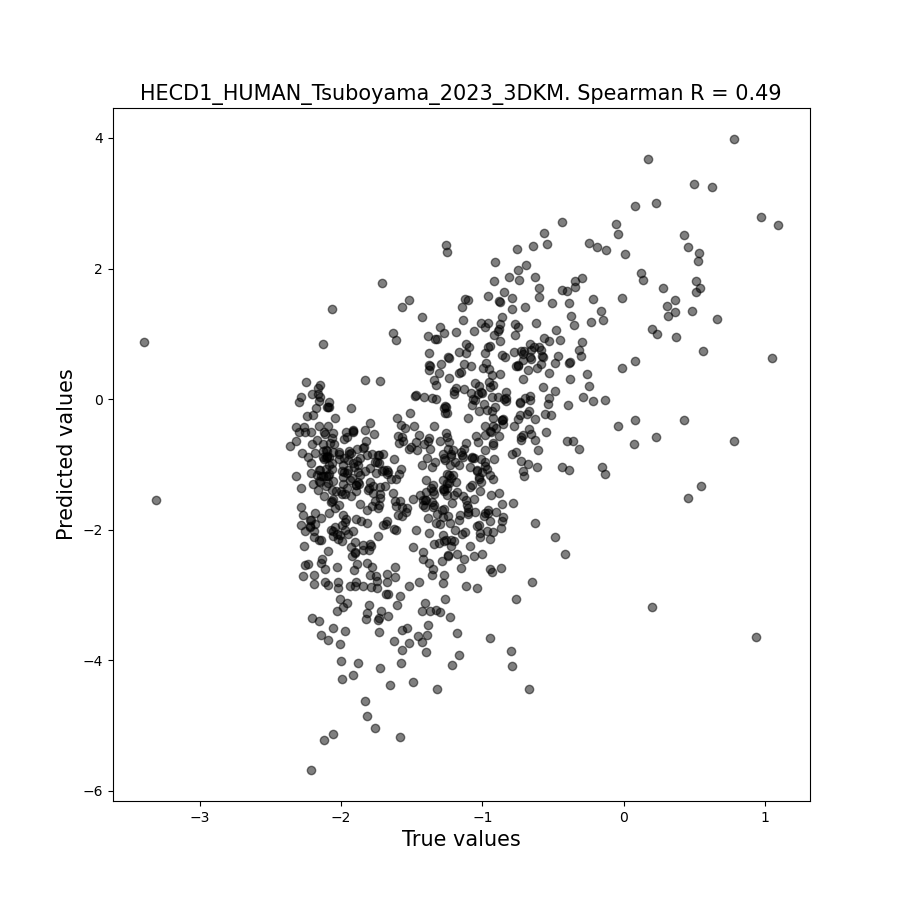 HECD1_HUMAN_Tsuboyama_2023_3DKM. Spearman R = 0.49
4
2
0
−2
−4
−6
Predicted values
−3 −2 −1 0 1
True values